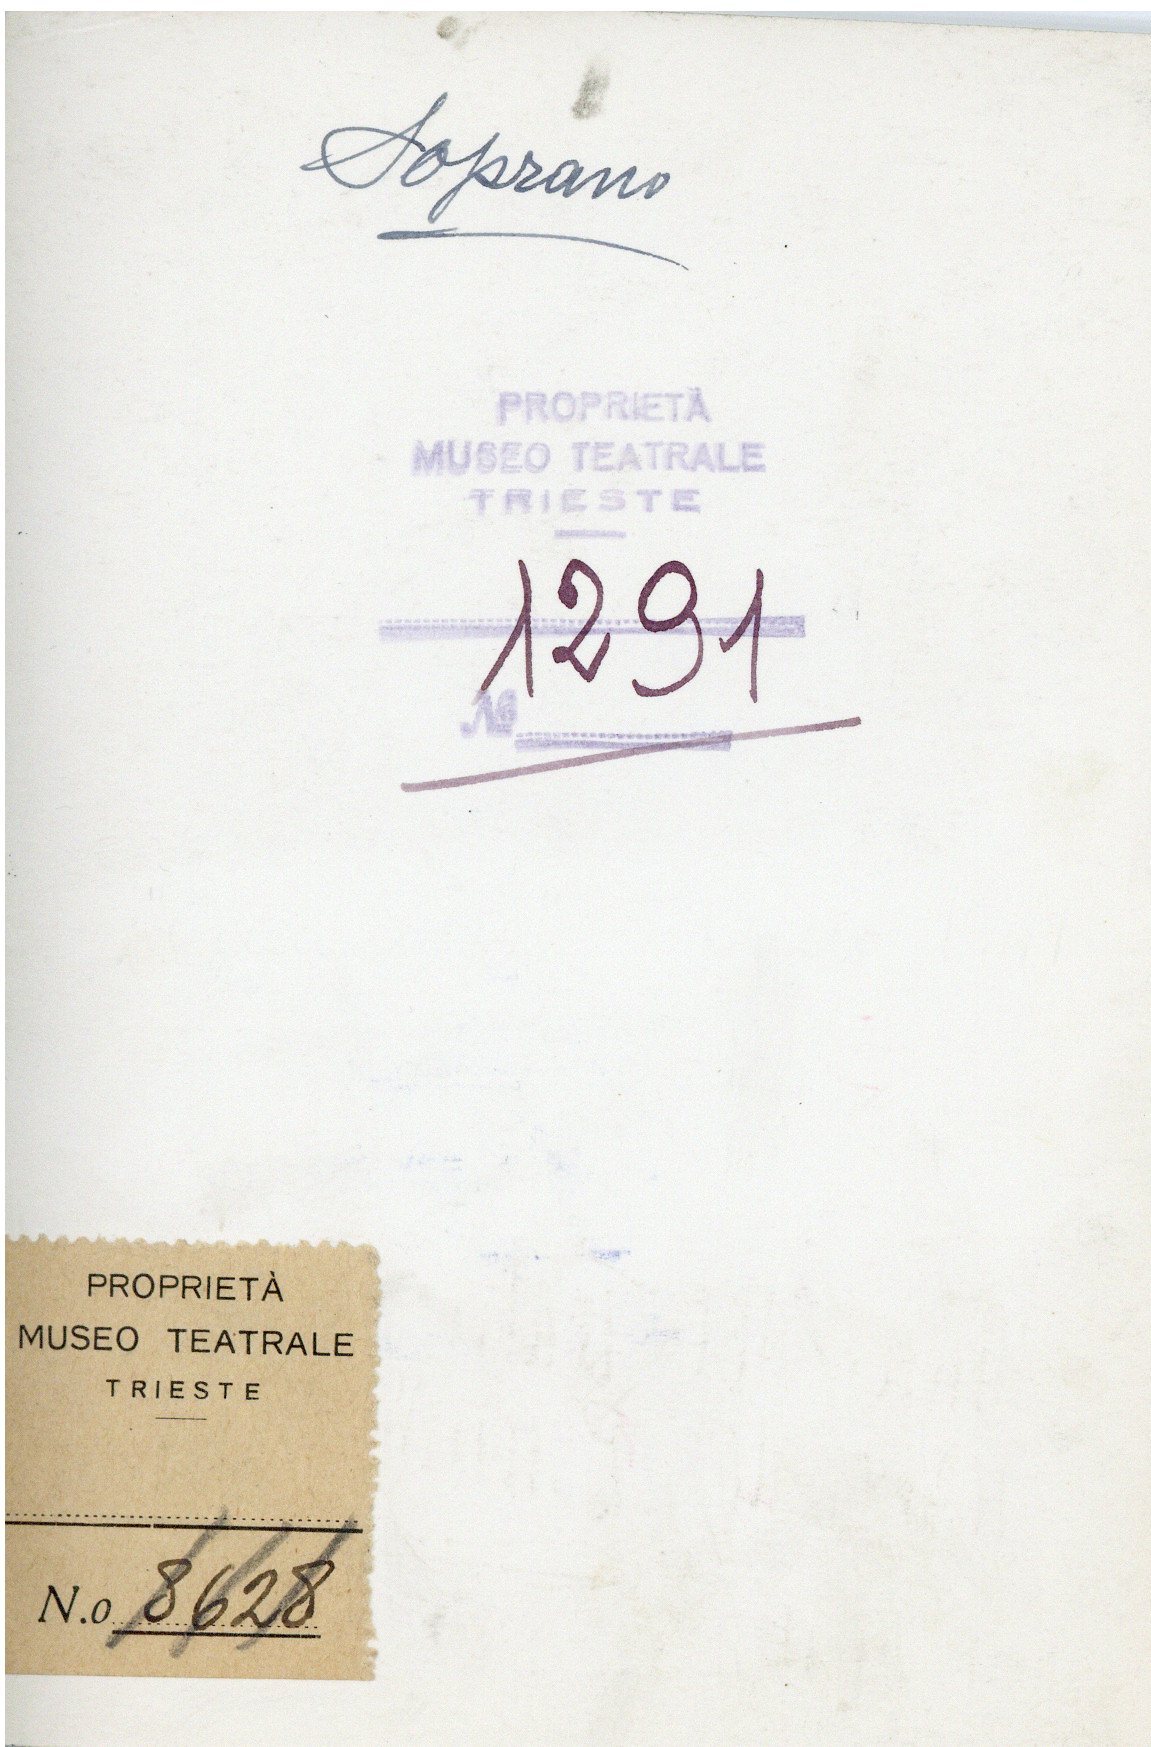 Soprano
PROPRIETÀ
MUSEO TEATRALE
TRIESTE
1291
№
PROPRIETÀ
MUSEO TEATRALE
TRIESTE
N.o 8628